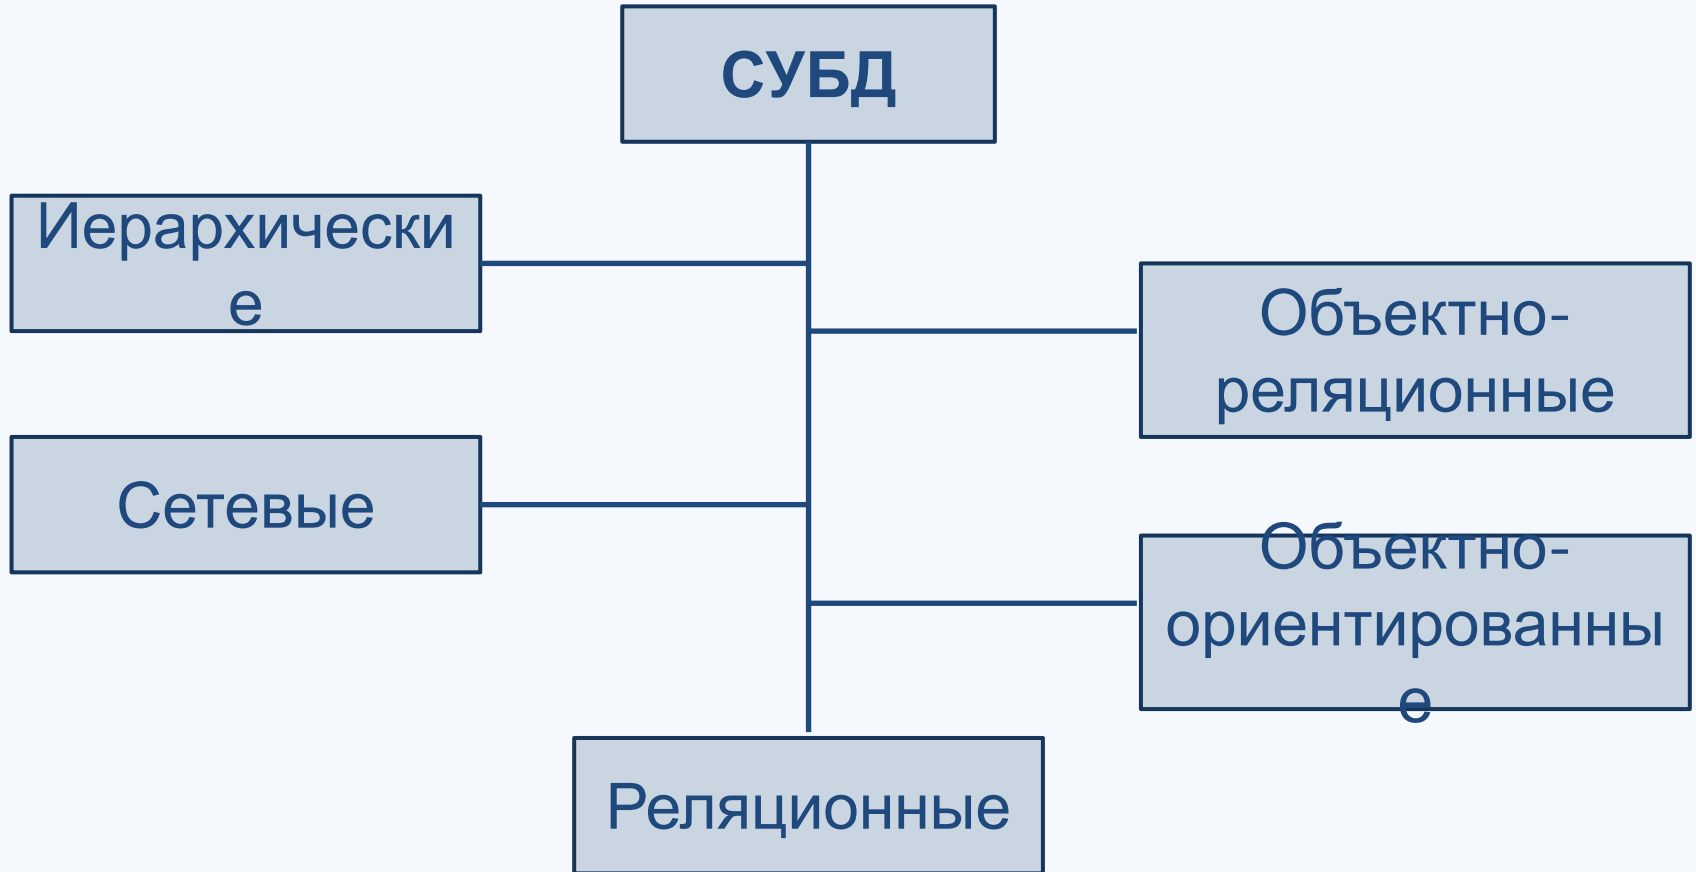 СУБД
Иерархически
е
Объектно-
реляционные
Сетевые
Объектно-
ориентированны
е
Реляционные